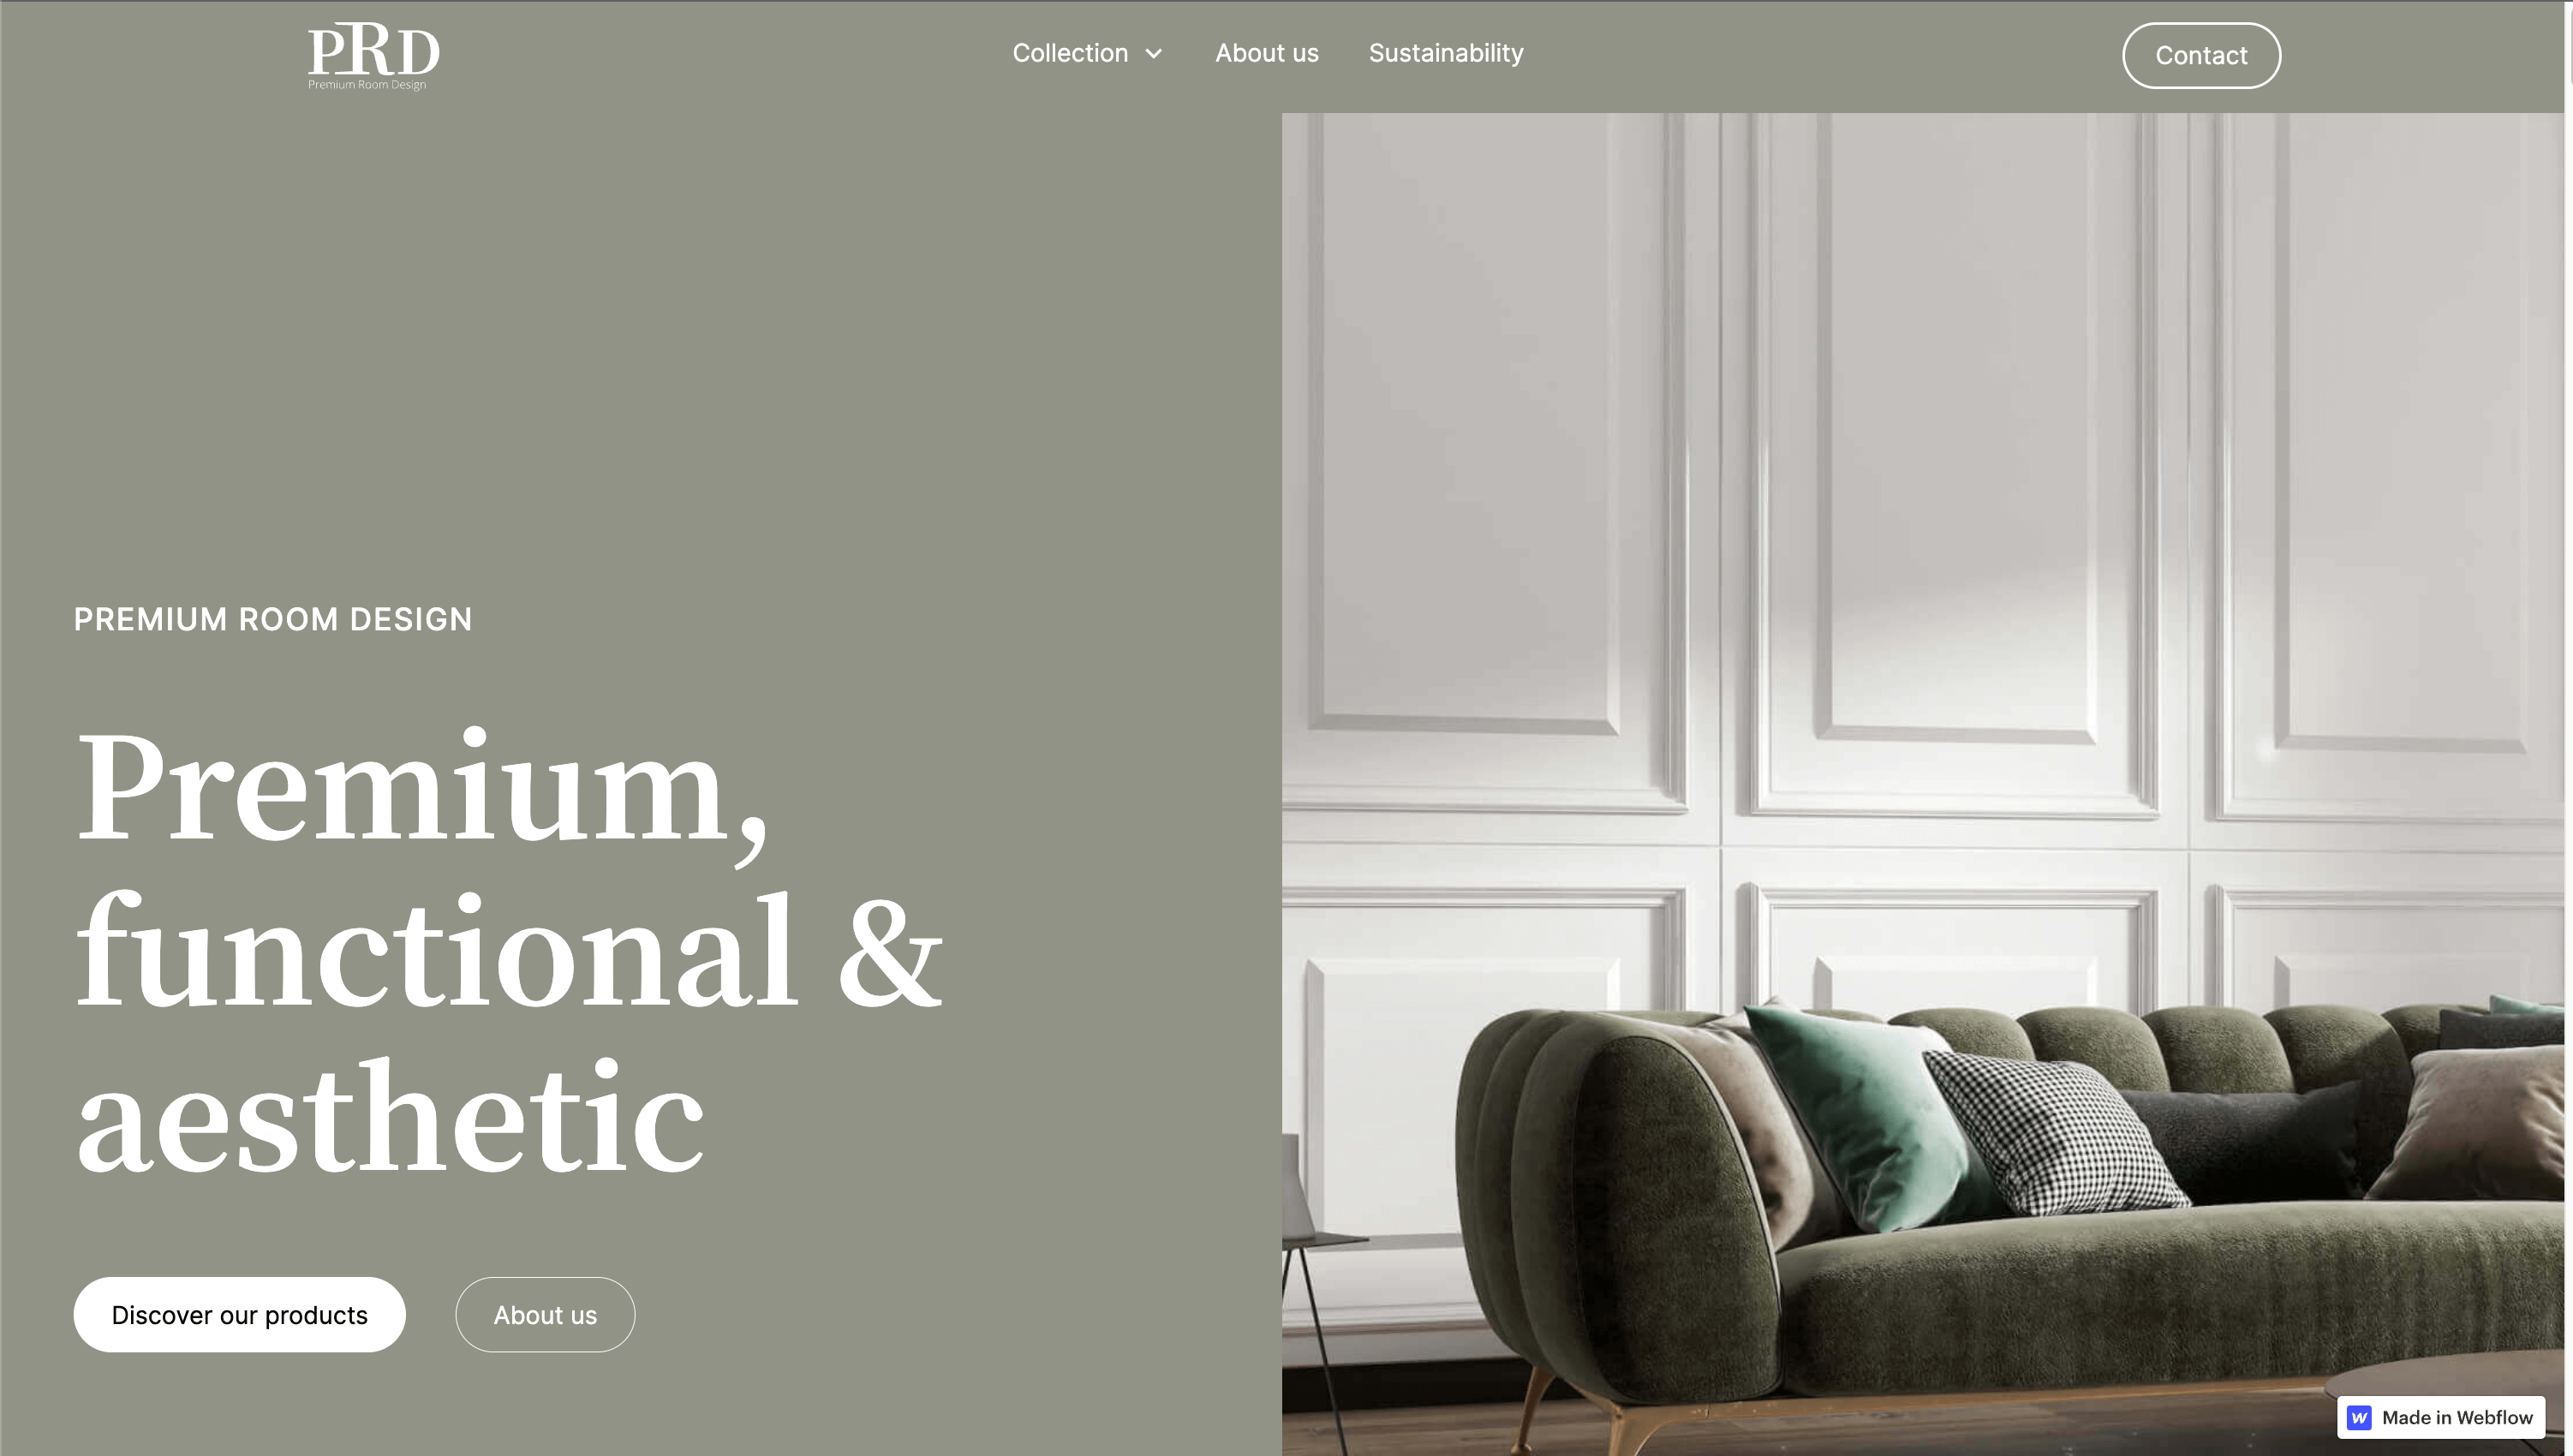 PRD
Premium Room Design
Collection
About us
Sustainability
Contact
PREMIUM ROOM DESIGN
Premium,
functional &
aesthetic
Discover our products
About us
Made in Webflow